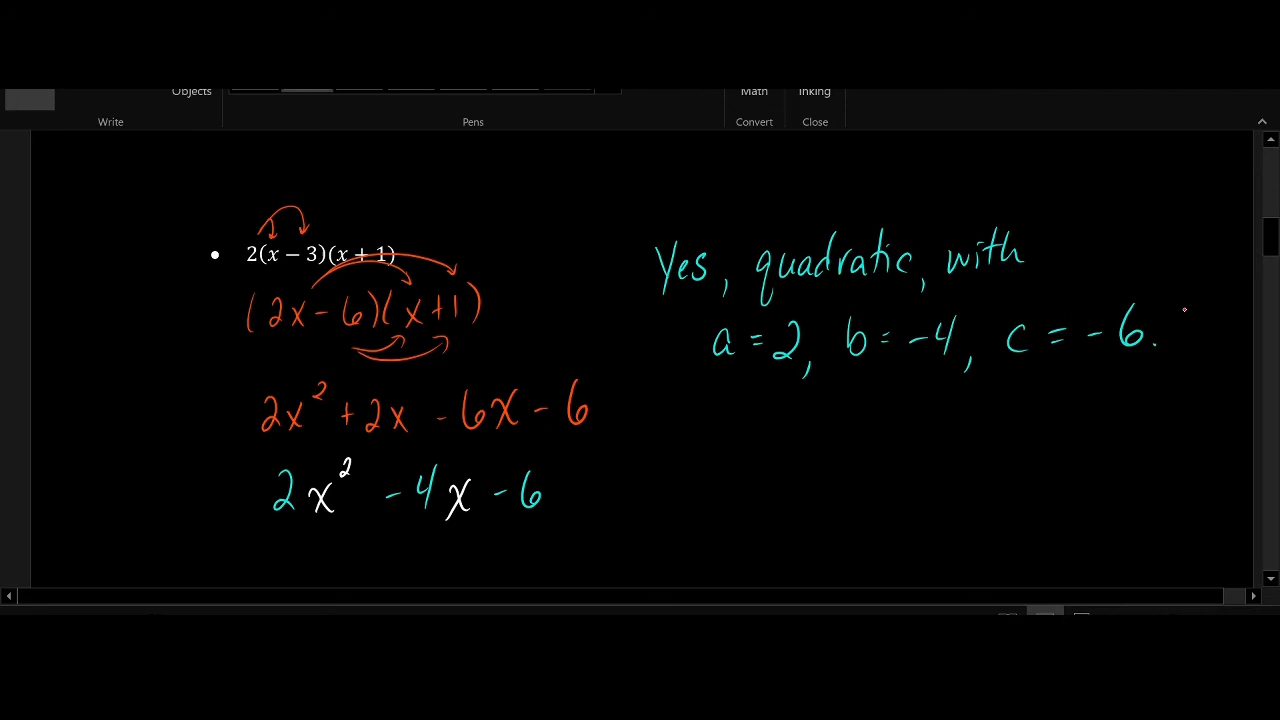 Objects Math Inking
Write Pens Convert Close
• 2(x − 3)(x + 1)
(2x - 6)(x + 1)
2x² + 2x - 6x - 6
2x² - 4x - 6
Yes, quadratic, with
a = 2, b = -4, c = -6.